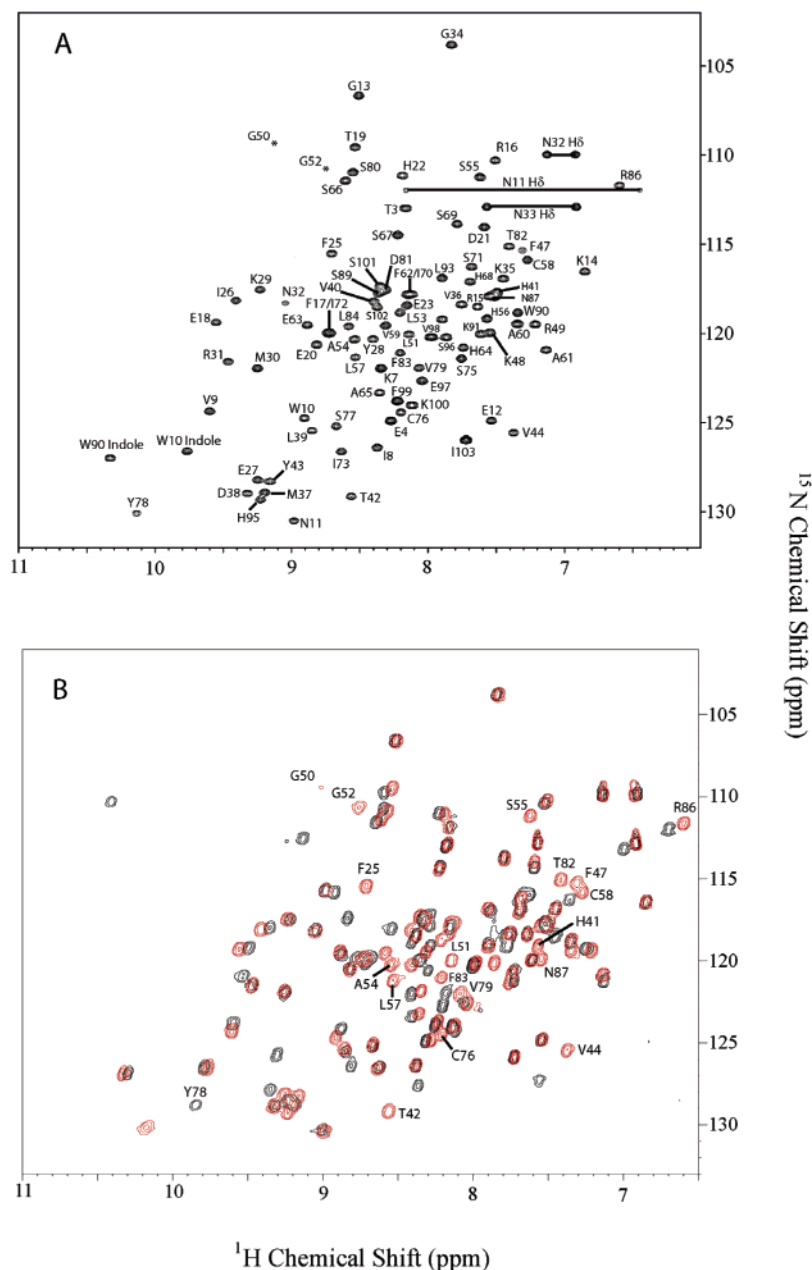 A
G34
105
G13
G50 *
T19
G52 *
S80
S66
H22
R16
S55
N32 Hδ
110
N11 Hδ
R86
T3
S69
N33 Hδ
S67
D21
T82
F47
F25
S101
D81
S71
C58
115
K14
S89
F62/I70
L93
H68
K35
H41
V40
K29
N32
I26
F17/I72
E23
V36
R15
N87
E18
E63
L84
S102
L53
H56
W90
A54
V59
V98
K91
A60
R49
120
E20
Y28
L51
S96
H64
K48
A61
R31
M30
L57
F83
V79
S75
K7
E97
A65
F99
K100
V9
W10
S77
C76
E12
V44
125
L39
E4
W90 Indole
W10 Indole
I73
I8
I103
E27
Y43
D38
M37
T42
Y78
H95
N11
130
11
10
9
8
7
15N Chemical Shift (ppm)
B
105
G50
G52
S55
R86
110
F25
T82
F47
C58
115
H41
A54
L51
N87
120
L57
F83
V79
C76
V44
125
Y78
T42
130
11
10
9
8
7
1H Chemical Shift (ppm)